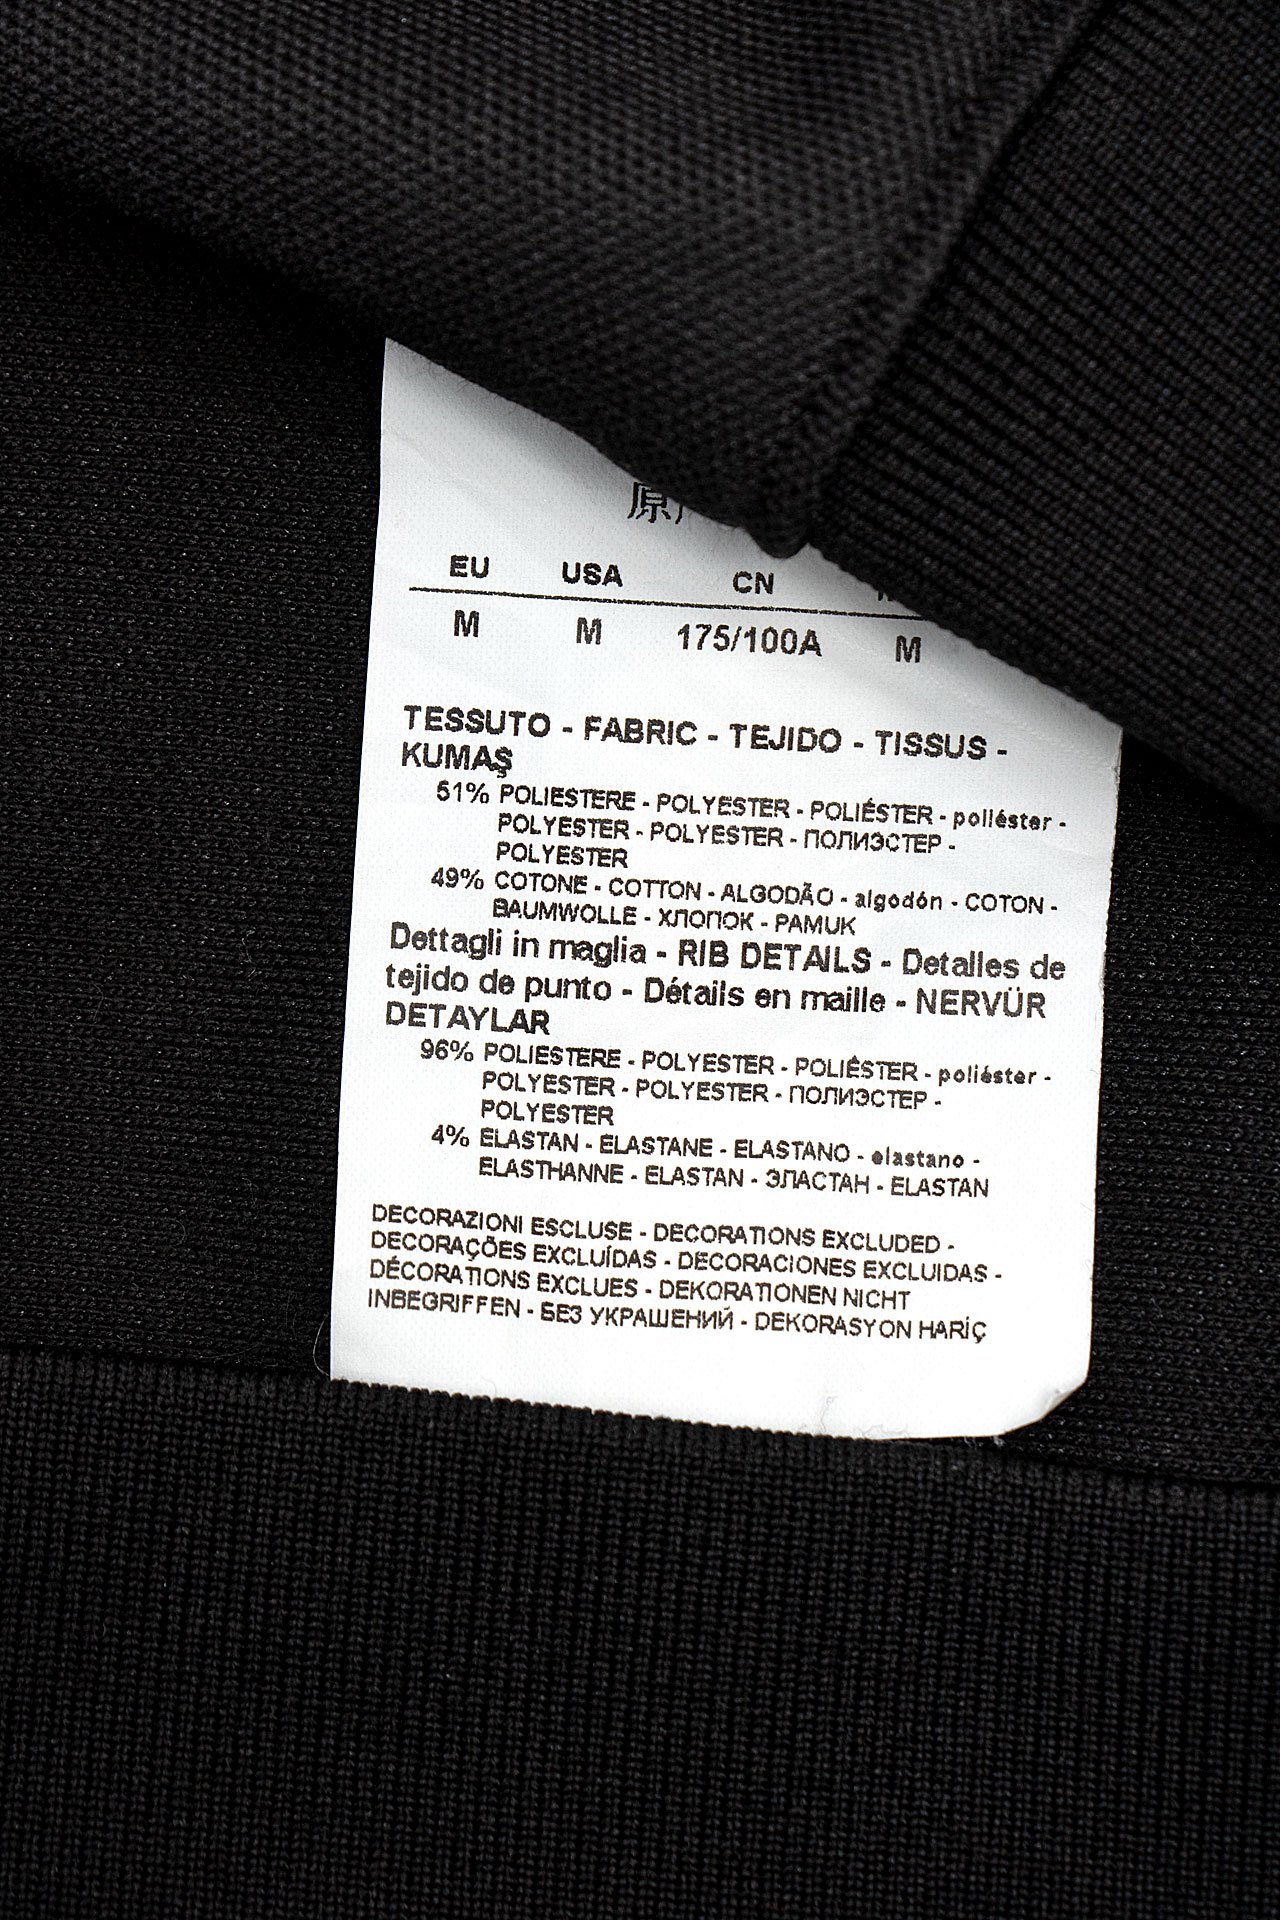 原
EU USA CN
M M 175/100A M
TESSUTO - FABRIC - TEJIDO - TISSUS -
KUMAŞ
51% POLIESTERE - POLYESTER - POLIÉSTER - poliéster -
POLYESTER - POLYESTER - ПОЛИЭСТЕР -
POLYESTER
49% COTONE - COTTON - ALGODÃO - algodón - COTON -
BAUMWOLLE - ХЛОПОК - PAMUK
Dettagli in maglia - RIB DETAILS - Detalles de
tejido de punto - Détails en maille - NERVÜR
DETAYLAR
96% POLIESTERE - POLYESTER - POLIÉSTER - poliéster -
POLYESTER - POLYESTER - ПОЛИЭСТЕР -
POLYESTER
4% ELASTAN - ELASTANE - ELASTANO - elastano -
ELASTHANNE - ELASTAN - ЭЛАСТАН - ELASTAN
DECORAZIONI ESCLUSE - DECORATIONS EXCLUDED -
DECORAÇÕES EXCLUÍDAS - DECORACIONES EXCLUIDAS -
DÉCORATIONS EXCLUES - DEKORATIONEN NICHT
INBEGRIFFEN - БЕЗ УКРАШЕНИЙ - DEKORASYON HARİÇ